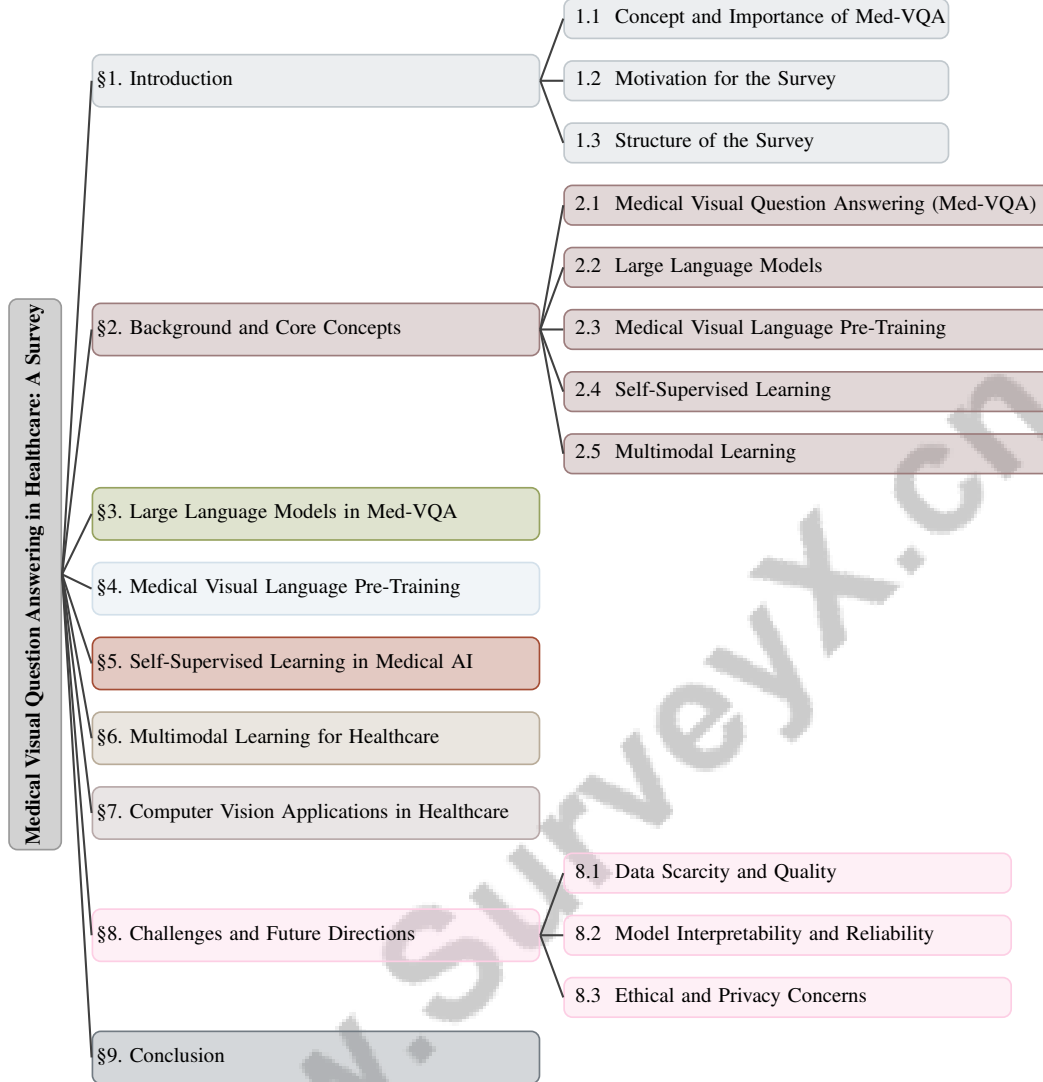 Medical Visual Question Answering in Healthcare: A Survey
§1. Introduction
1.1 Concept and Importance of Med-VQA
1.2 Motivation for the Survey
1.3 Structure of the Survey
§2. Background and Core Concepts
2.1 Medical Visual Question Answering (Med-VQA)
2.2 Large Language Models
2.3 Medical Visual Language Pre-Training
2.4 Self-Supervised Learning
2.5 Multimodal Learning
§3. Large Language Models in Med-VQA
§4. Medical Visual Language Pre-Training
§5. Self-Supervised Learning in Medical AI
§6. Multimodal Learning for Healthcare
§7. Computer Vision Applications in Healthcare
§8. Challenges and Future Directions
8.1 Data Scarcity and Quality
8.2 Model Interpretability and Reliability
8.3 Ethical and Privacy Concerns
§9. Conclusion
w.Surveyx.cn